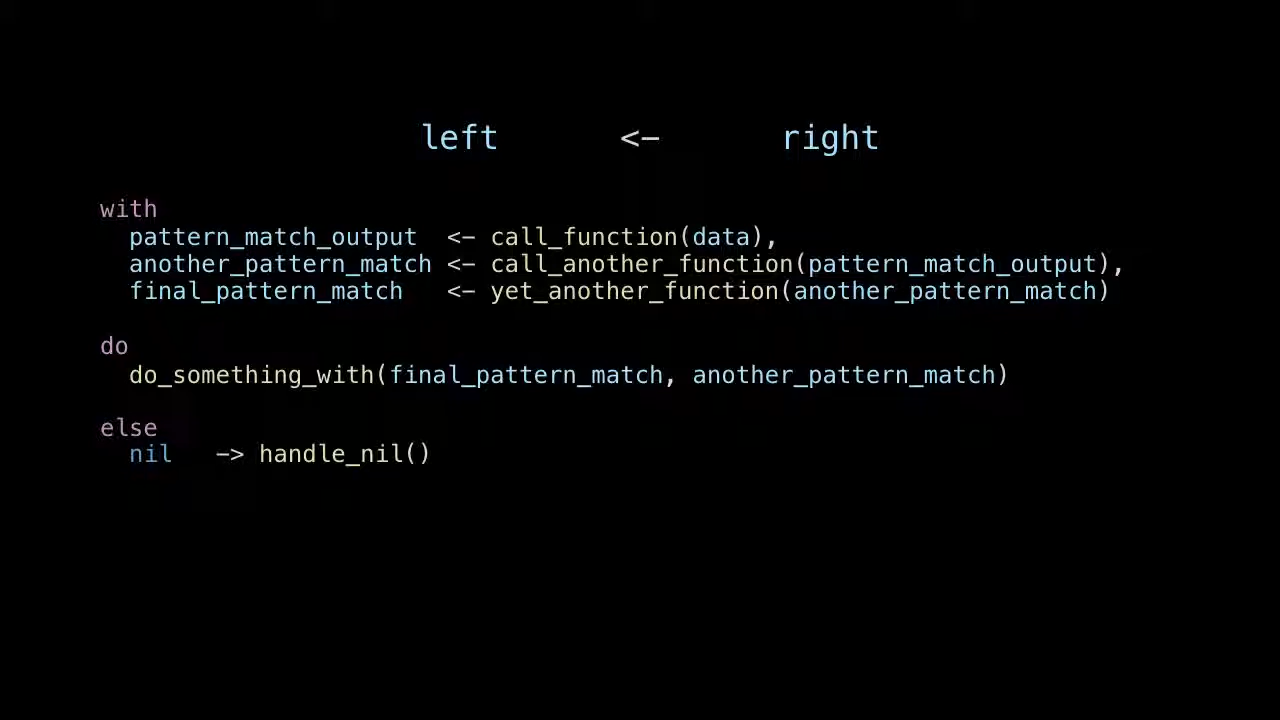 left <- right
with
pattern_match_output <- call_function(data),
another_pattern_match <- call_another_function(pattern_match_output),
final_pattern_match <- yet_another_function(another_pattern_match)
do
do_something_with(final_pattern_match, another_pattern_match)
else
nil -> handle_nil()